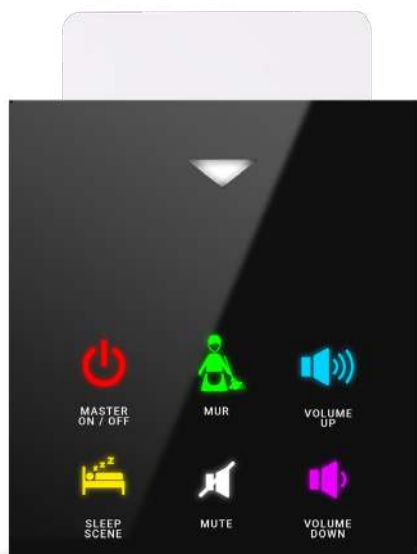 MASTER
ON / OFF
MUR
VOLUME
UP
z z Z
SLEEP
SCENE
MUTE
VOLUME
DOWN